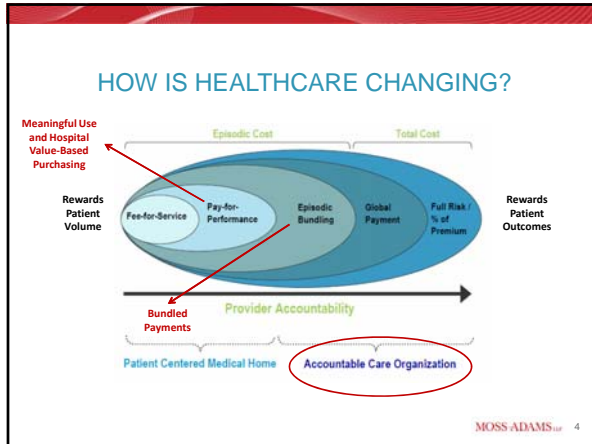 HOW IS HEALTHCARE CHANGING?
Meaningful Use
and Hospital
Value-Based
Purchasing
Episodic Cost
Total Cost
Rewards
Patient
Volume
Fee-for-Service
Pay-for-
Performance
Episodic
Bundling
Global
Payment
Full Risk /
% of
Premium
Rewards
Patient
Outcomes
Provider Accountability
Bundled
Payments
Patient Centered Medical Home
Accountable Care Organization
MOSS ADAMS LLP
4